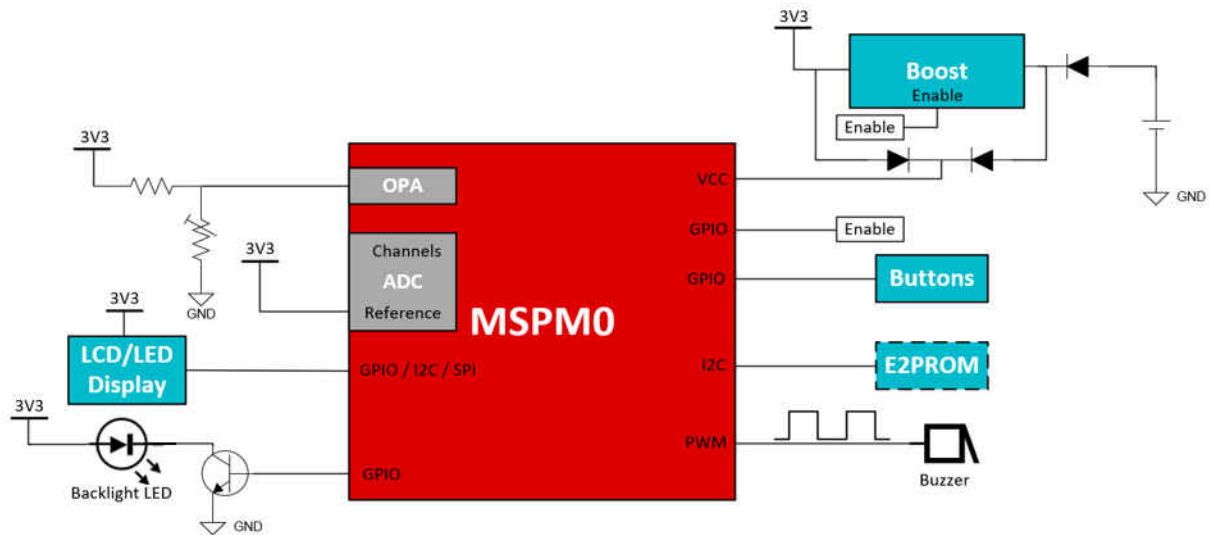 3V3
Boost
Enable
Enable
3V3
OPA
VCC
GND
GPIO
Enable
Channels
3V3
ADC
GPIO
Buttons
GND
3V3
Reference
MSPM0
LCD/LED
Display
GPIO / I2C / SPI
I2C
E2PROM
3V3
PWM
GPIO
Backlight LED
Buzzer
GND